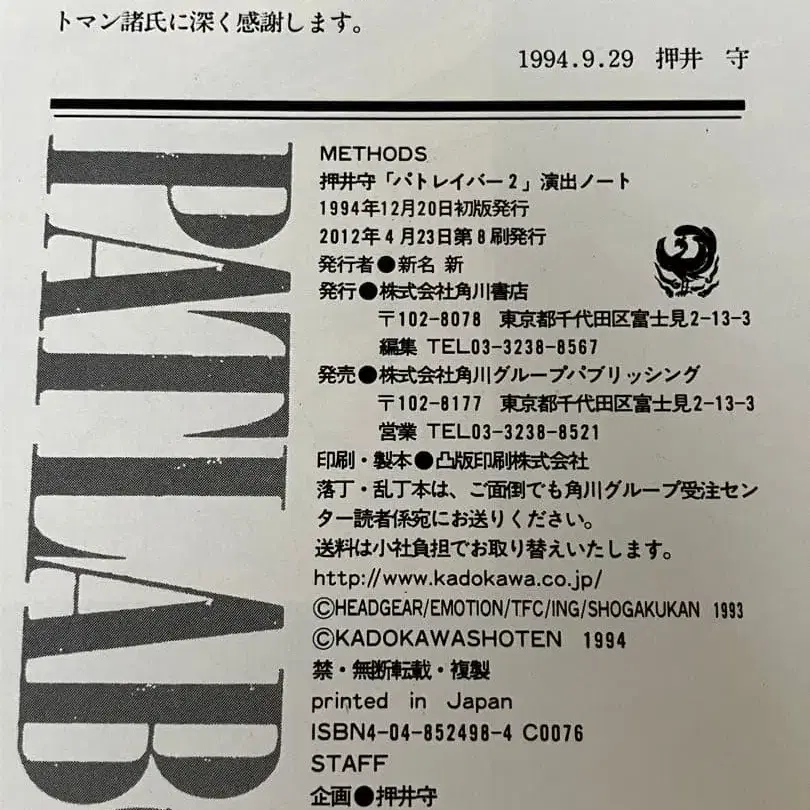 トマン諸氏に深く感謝します。
1994.9.29 押井 守
PATLAB
METHODS
押井守「パトレイバー2」演出ノート
1994年12月20日初版発行
2012年4月23日第8刷発行
発行者●新名 新
発行●株式会社角川書店
〒102-8078 東京都千代田区富士見2-13-3
編集 TEL03-3238-8567
発売●株式会社角川グループパブリッシング
〒102-8177 東京都千代田区富士見2-13-3
営業 TEL03-3238-8521
印刷・製本●凸版印刷株式会社
落丁・乱丁本は、ご面倒でも角川グループ受注セン
ター読者係宛にお送りください。
送料は小社負担でお取り替えいたします。
http://www.kadokawa.co.jp/
©HEADGEAR/EMOTION/TFC/ING/SHOGAKUKAN 1993
©KADOKAWASHOTEN 1994
禁・無断転載・複製
printed in Japan
ISBN4-04-852498-4 C0076
STAFF
企画●押井守